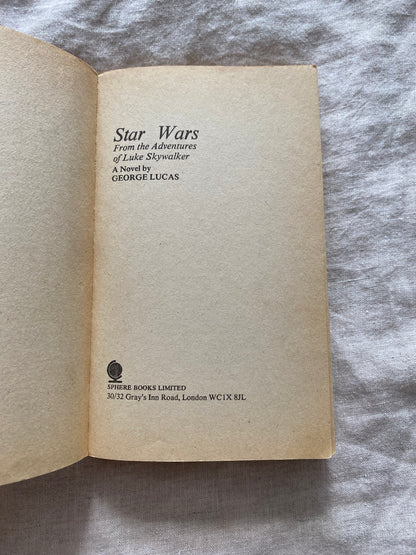 Star Wars
From the Adventures
of Luke Skywalker
A Novel by
GEORGE LUCAS
SPHERE BOOKS LIMITED
30/32 Gray's Inn Road, London WC1X 8JL